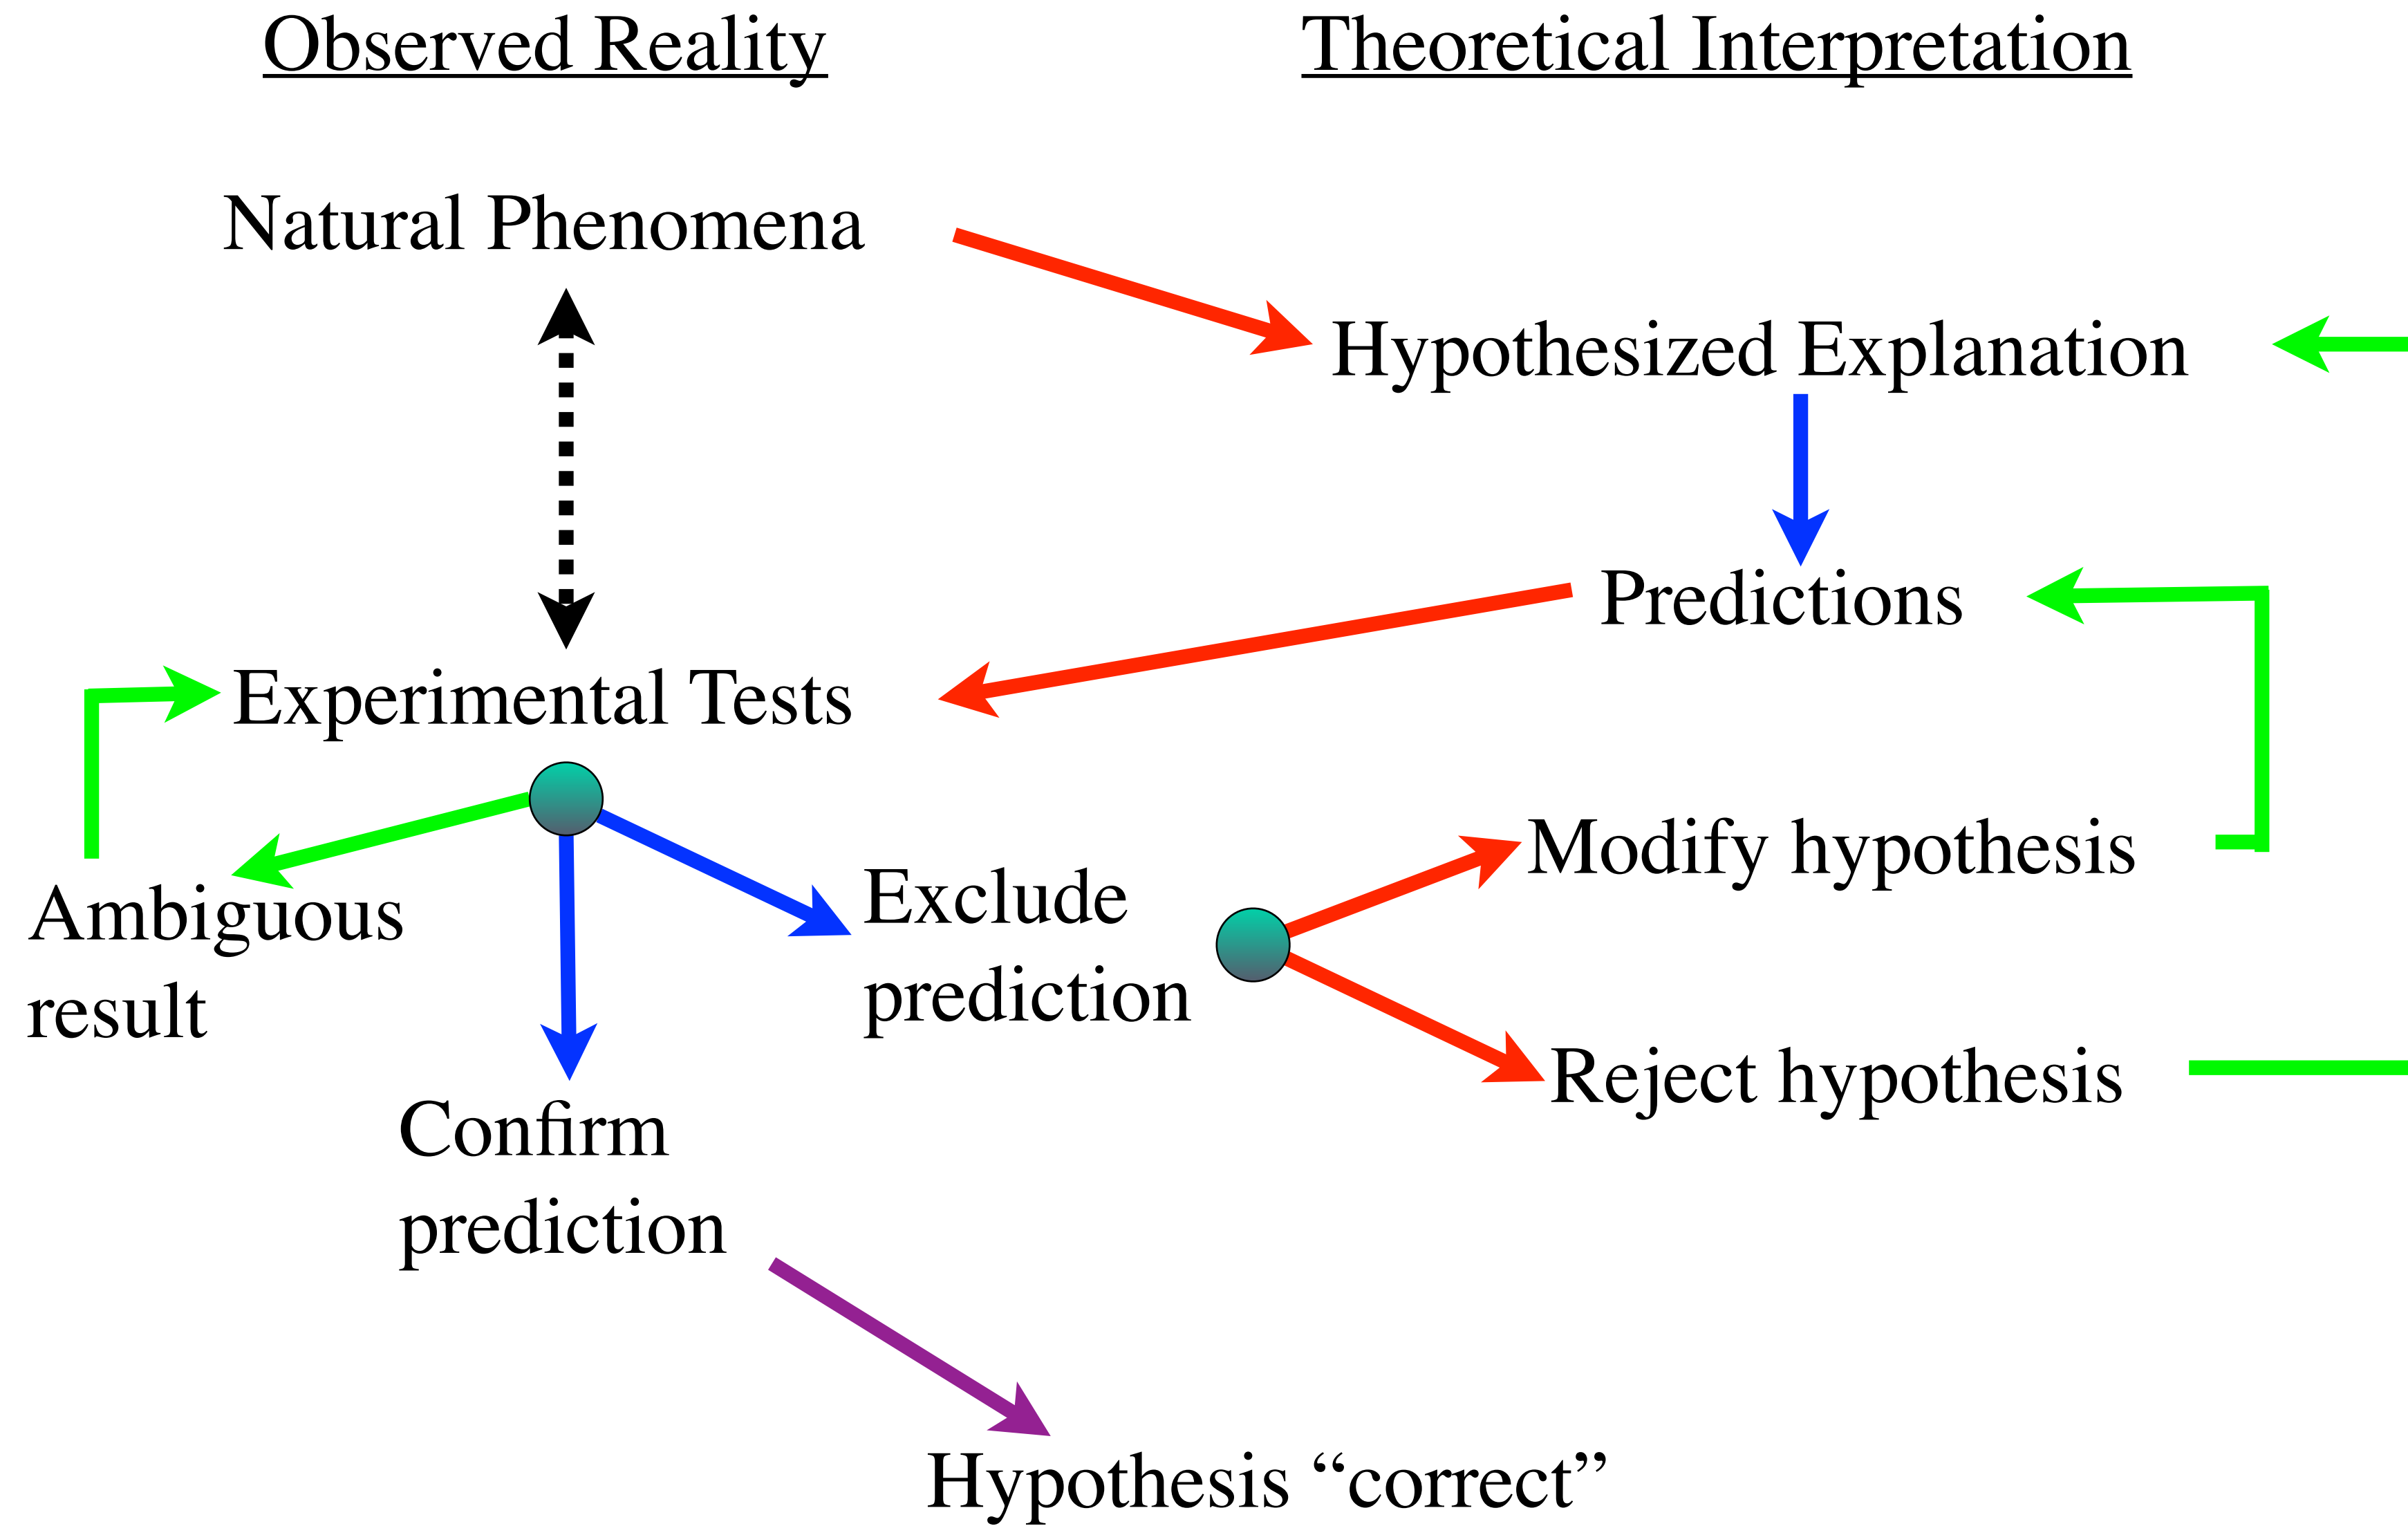 Observed Reality
Theoretical Interpretation
Natural Phenomena
Hypothesized Explanation
Predictions
Experimental Tests
Modify hypothesis
Exclude
prediction
Ambiguous
result
Reject hypothesis
Confirm
prediction
Hypothesis “correct”